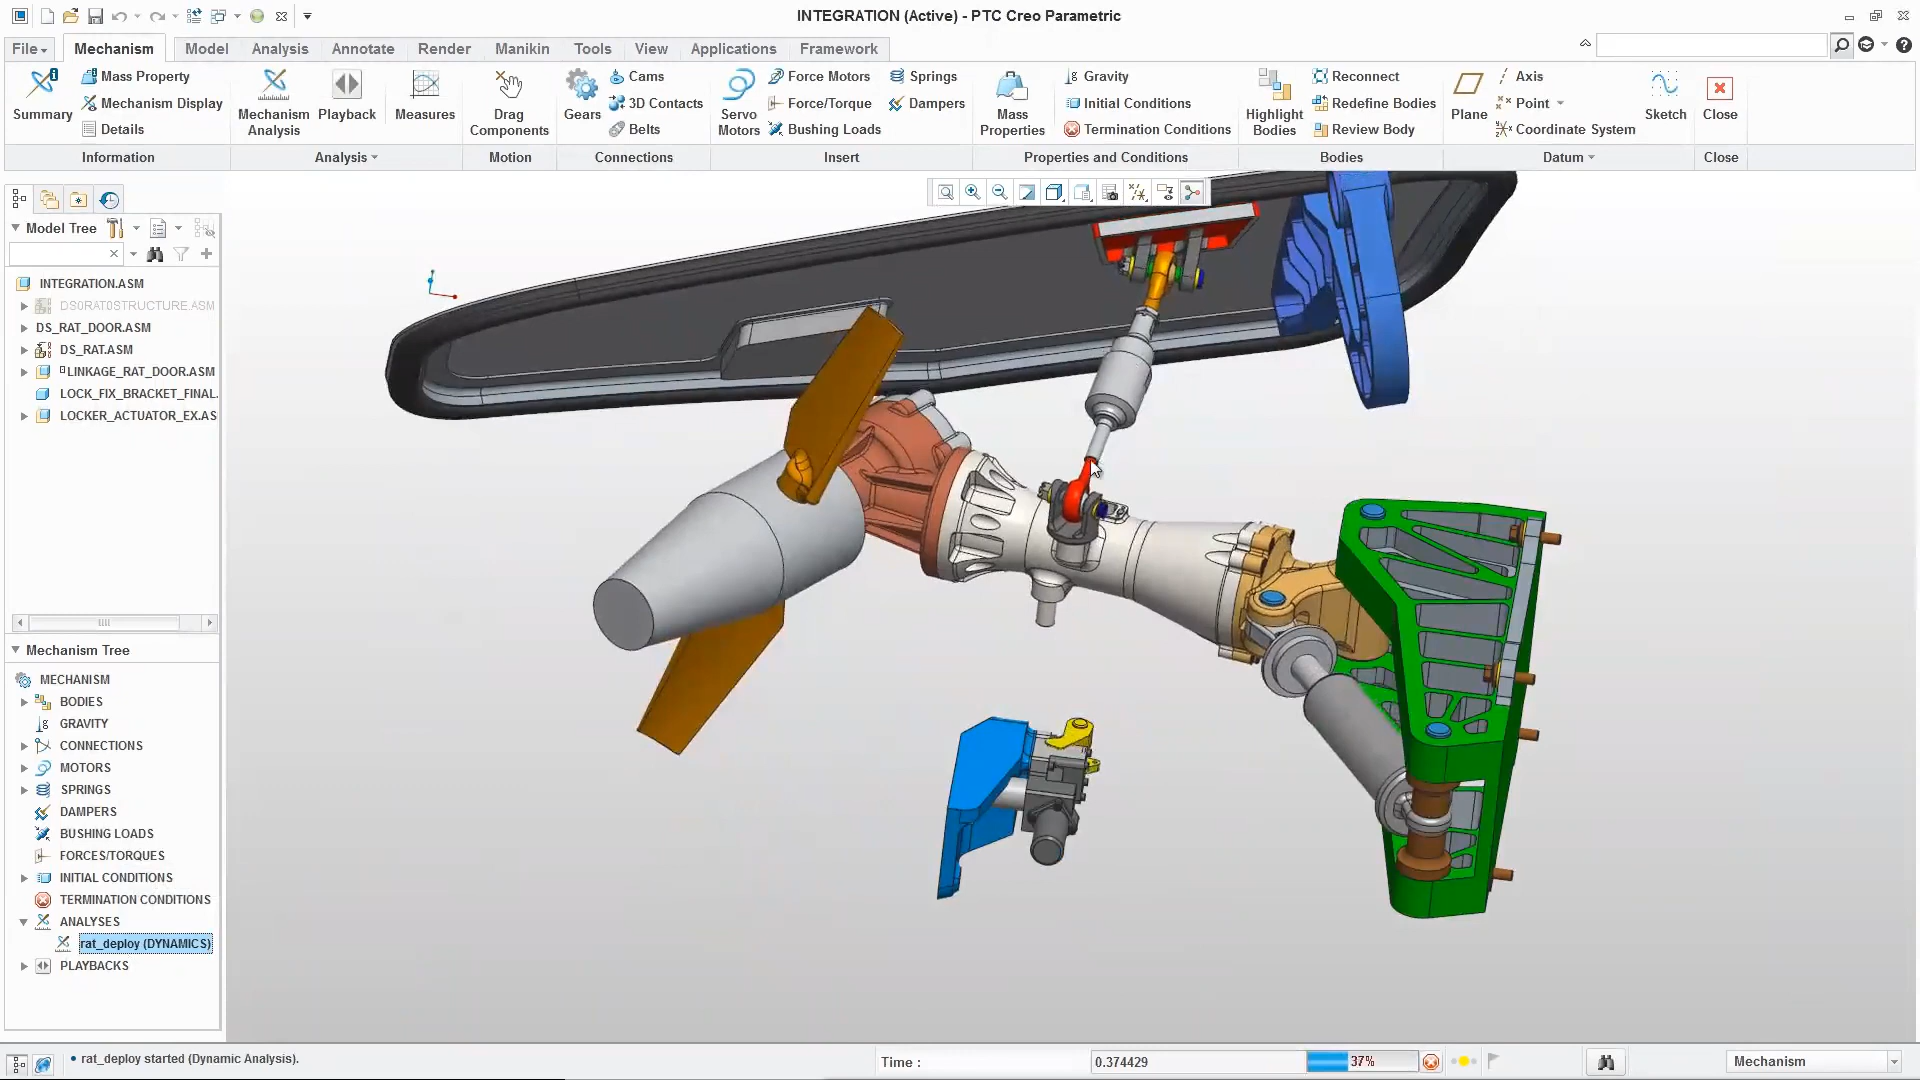 INTEGRATION (Active) - PTC Creo Parametric
File Mechanism Model Analysis Annotate Render Manikin Tools View Applications Framework
Summary
Mass Property
Mechanism Display
Details
Information
Mechanism Analysis
Playback
Measures
Analysis
Drag Components
Motion
Gears
Cams
3D Contacts
Belts
Connections
Servo Motors
Force Motors
Force/Torque
Bushing Loads
Springs
Dampers
Insert
Mass Properties
Gravity
Initial Conditions
Termination Conditions
Properties and Conditions
Highlight Bodies
Reconnect
Redefine Bodies
Review Body
Bodies
Plane
Axis
Point
Coordinate System
Sketch
Datum
Close
Close
Model Tree
INTEGRATION.ASM
DS0RAT0STRUCTURE.ASM
DS_RAT_DOOR.ASM
DS_RAT.ASM
LINKAGE_RAT_DOOR.ASM
LOCK_FIX_BRACKET_FINAL.
LOCKER_ACTUATOR_EX.AS
Mechanism Tree
MECHANISM
BODIES
GRAVITY
CONNECTIONS
MOTORS
SPRINGS
DAMPERS
BUSHING LOADS
FORCES/TORQUES
INITIAL CONDITIONS
TERMINATION CONDITIONS
ANALYSES
rat_deploy (DYNAMICS)
PLAYBACKS
• rat_deploy started (Dynamic Analysis).
Time : 0.374429 37%
Mechanism